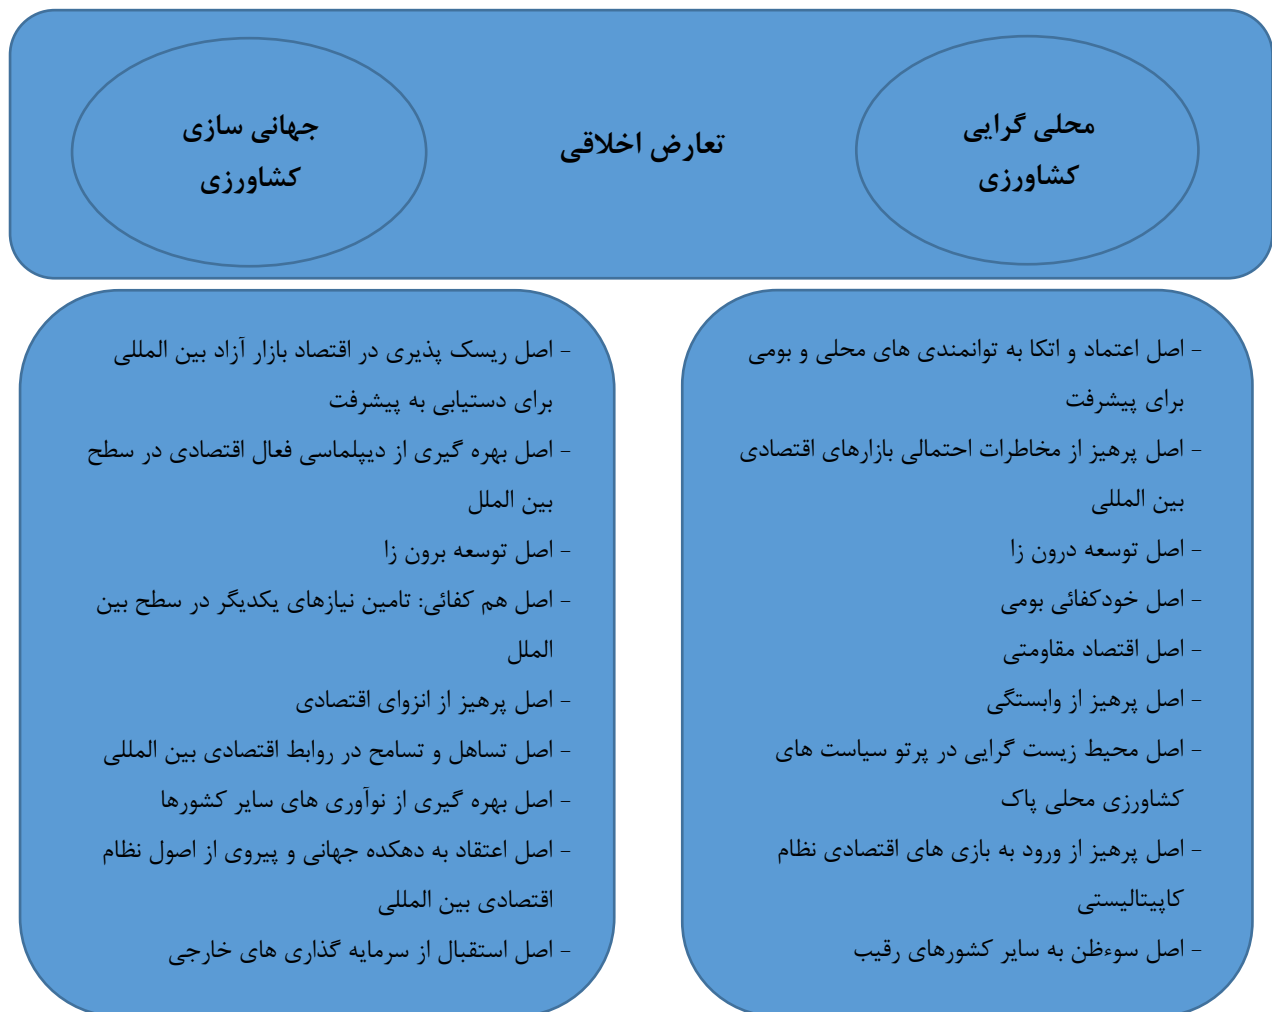 محلی گرایی
کشاورزی
تعارض اخلاقی
جهانی سازی
کشاورزی
- اصل اعتماد و اتکا به توانمندی های محلی و بومی
برای پیشرفت
- اصل پرهیز از مخاطرات احتمالی بازارهای اقتصادی
بین المللی
- اصل توسعه درون زا
- اصل خودکفائی بومی
- اصل اقتصاد مقاومتی
- اصل پرهیز از وابستگی
- اصل محیط زیست گرایی در پرتو سیاست های
کشاورزی محلی پاک
- اصل پرهیز از ورود به بازی های اقتصادی نظام
کاپیتالیستی
- اصل سوءظن به سایر کشورهای رقیب
- اصل ریسک پذیری در اقتصاد بازار آزاد بین المللی
برای دستیابی به پیشرفت
- اصل بهره گیری از دیپلماسی فعال اقتصادی در سطح
بین الملل
- اصل توسعه برون زا
- اصل هم کفائی: تامین نیازهای یکدیگر در سطح بین
الملل
- اصل پرهیز از انزوای اقتصادی
- اصل تساهل و تسامح در روابط اقتصادی بین المللی
- اصل بهره گیری از نوآوری های سایر کشورها
- اصل اعتقاد به دهکده جهانی و پیروی از اصول نظام
اقتصادی بین المللی
- اصل استقبال از سرمایه گذاری های خارجی